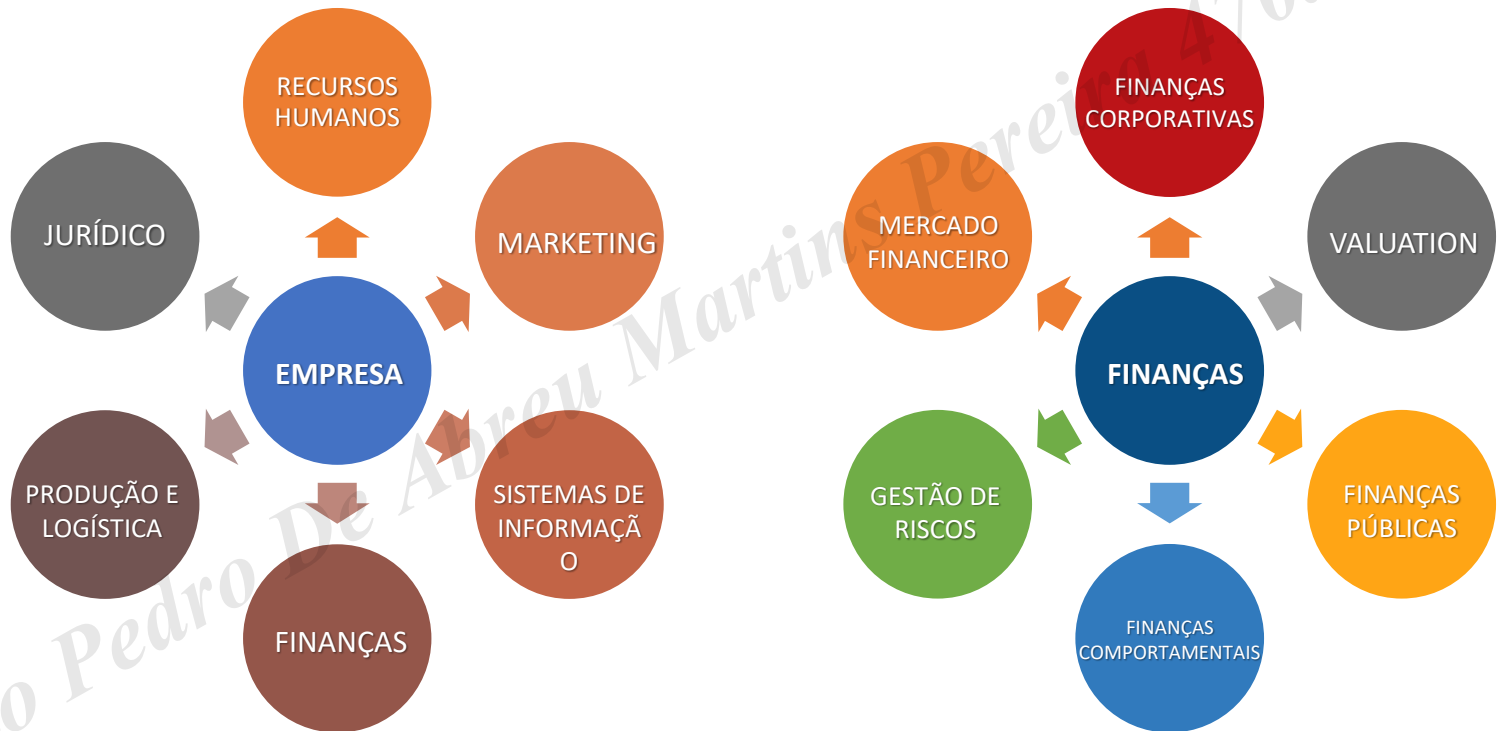 RECURSOS
HUMANOS
JURÍDICO
MARKETING
EMPRESA
PRODUÇÃO E
LOGÍSTICA
SISTEMAS DE
INFORMAÇÃ
O
FINANÇAS
FINANÇAS
CORPORATIVAS
MERCADO
FINANCEIRO
VALUATION
FINANÇAS
GESTÃO DE
RISCOS
FINANÇAS
PÚBLICAS
FINANÇAS
COMPORTAMENTAIS
Pedro De Abreu Martins Pereira